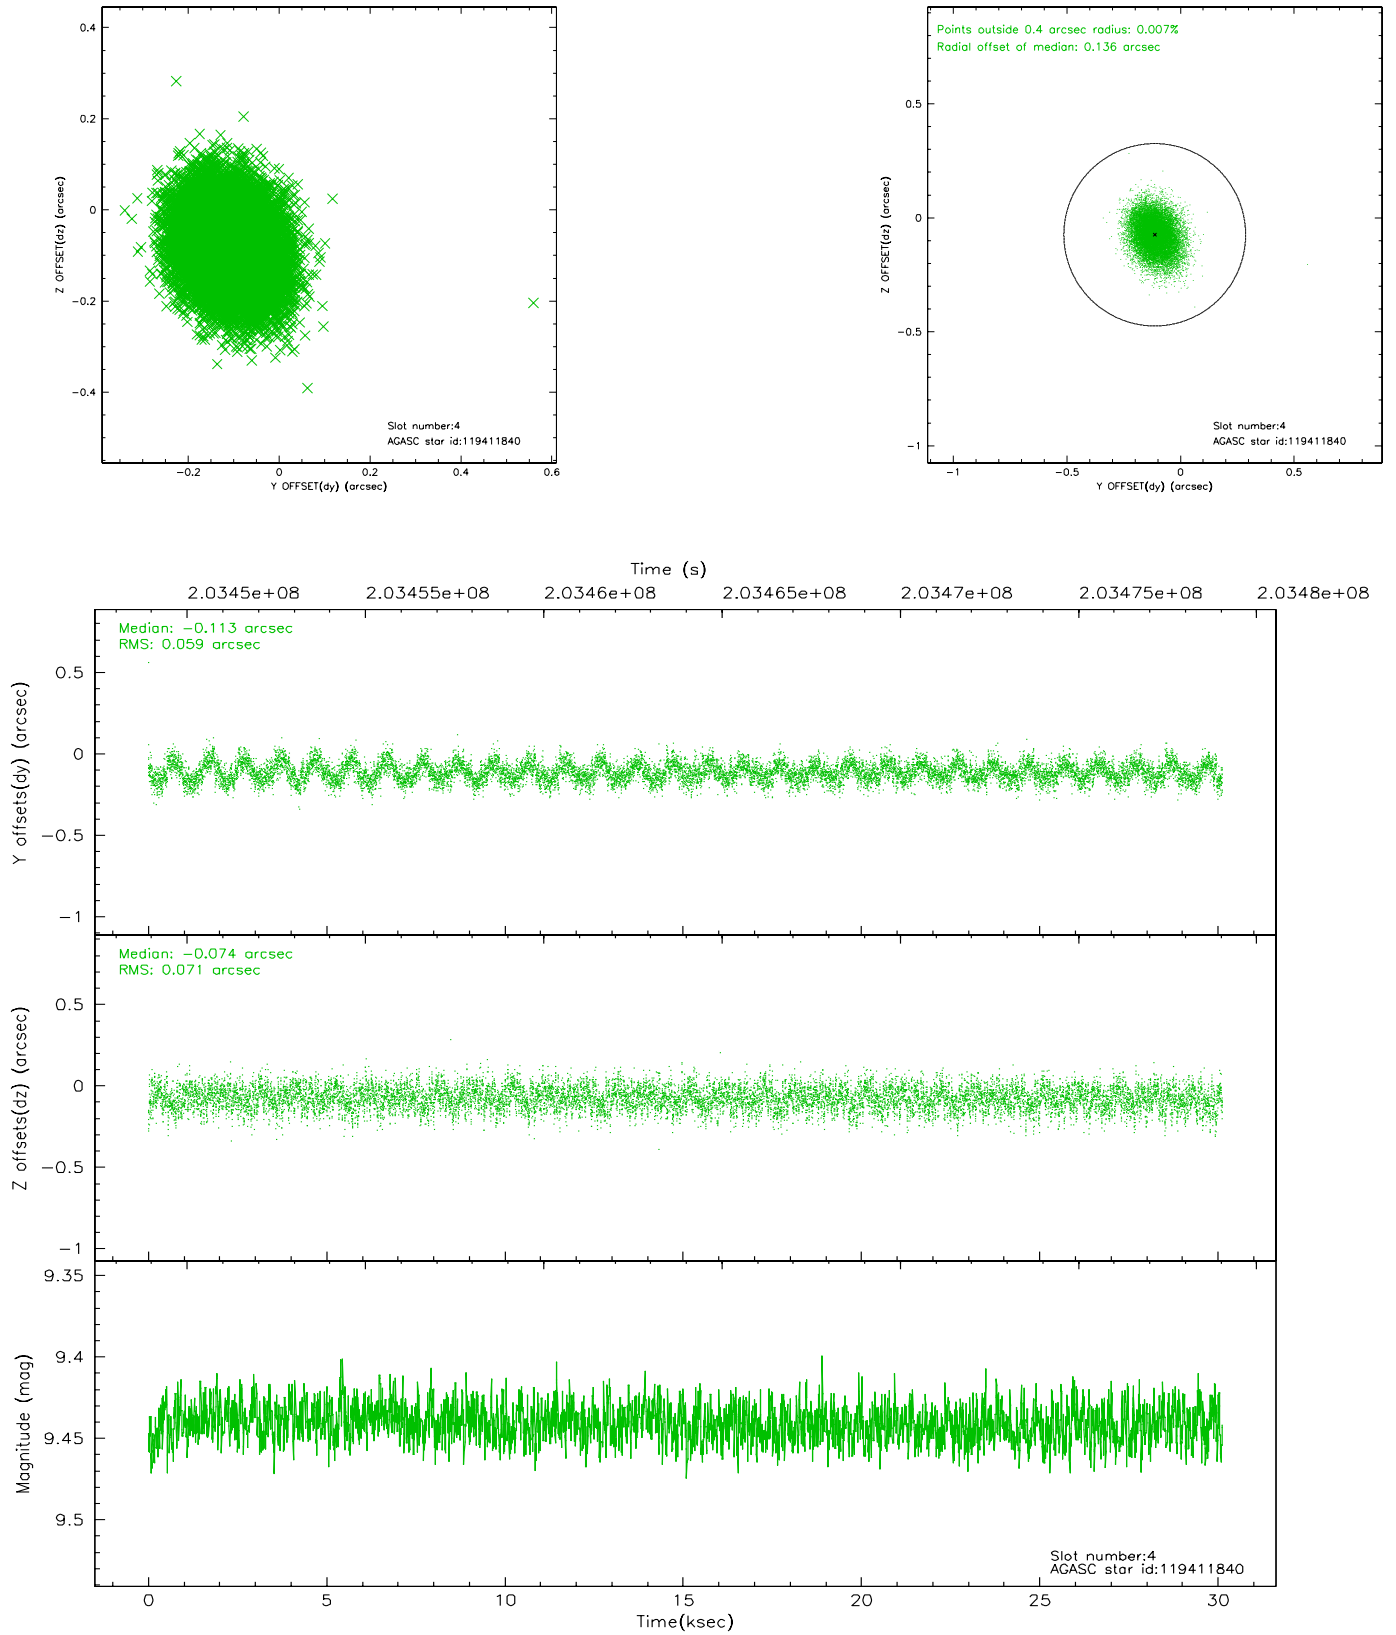 0.4
0.2
0
−0.2
−0.4
Z OFFSET(dz) (arcsec)
Slot number:4
AGASC star id:119411840
−0.2 0 0.2 0.4 0.6
Y OFFSET(dy) (arcsec)
Points outside 0.4 arcsec radius: 0.007%
Radial offset of median: 0.136 arcsec
0.5
0
−0.5
−1
Z OFFSET(dz) (arcsec)
Slot number:4
AGASC star id:119411840
−1 −0.5 0 0.5
Y OFFSET(dy) (arcsec)
Time (s)
2.0345e+08 2.03455e+08 2.0346e+08 2.03465e+08 2.0347e+08 2.03475e+08 2.0348e+08
Median: −0.113 arcsec
RMS: 0.059 arcsec
0.5
0
−0.5
−1
Y offsets(dy) (arcsec)
Median: −0.074 arcsec
RMS: 0.071 arcsec
0.5
0
−0.5
−1
Z offsets(dz) (arcsec)
9.35
9.4
9.45
9.5
Magnitude (mag)
Slot number:4
AGASC star id:119411840
0 5 10 15 20 25 30
Time(ksec)